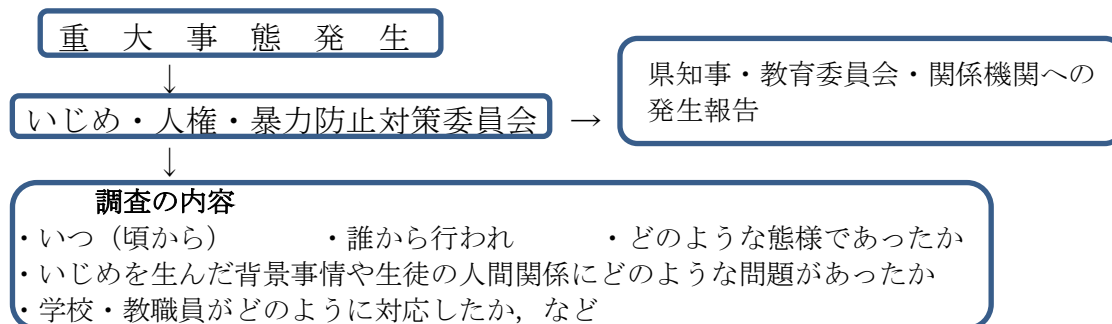 重 大 事 態 発 生
↓
いじめ・人権・暴力防止対策委員会 → 県知事・教育委員会・関係機関への
発生報告
↓
調査の内容
・いつ（頃から） ・誰から行われ ・どのような態様であったか
・いじめを生んだ背景事情や生徒の人間関係にどのような問題があったか
・学校・教職員がどのように対応したか，など